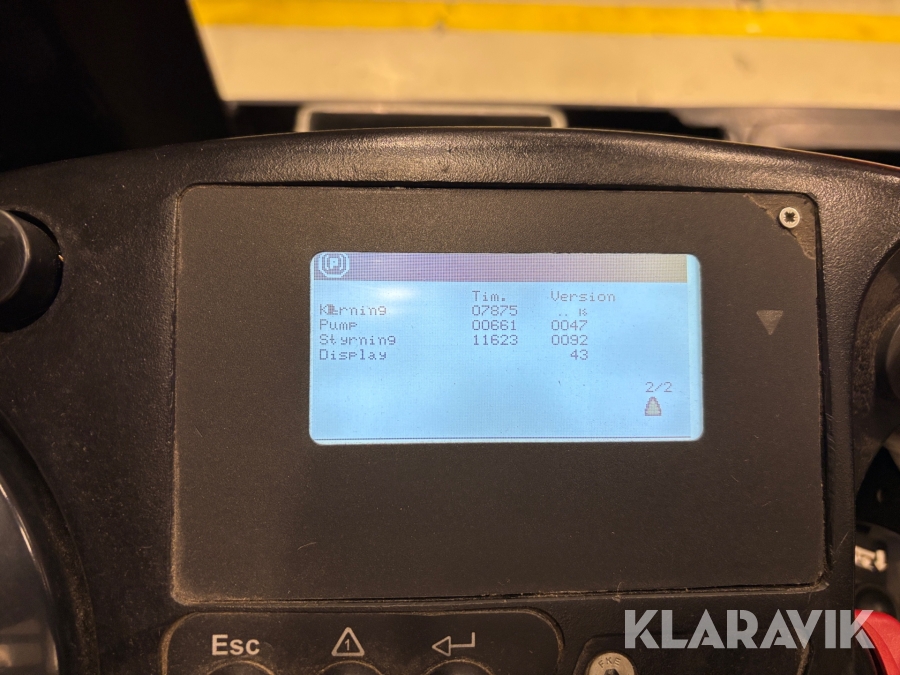 P
Tim. Version
Körning 07875
Pump 00661 0047
Styrning 11623 0092
Display 43
2/2
Esc
1
KLARAVIK